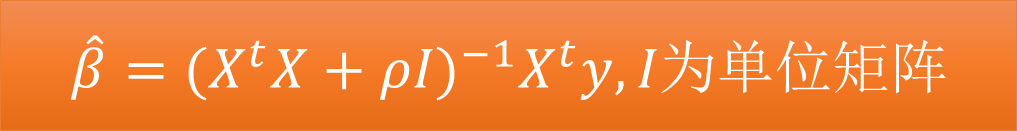 β̂ = (XᵗX + ρI)⁻¹Xᵗy, I为单位矩阵